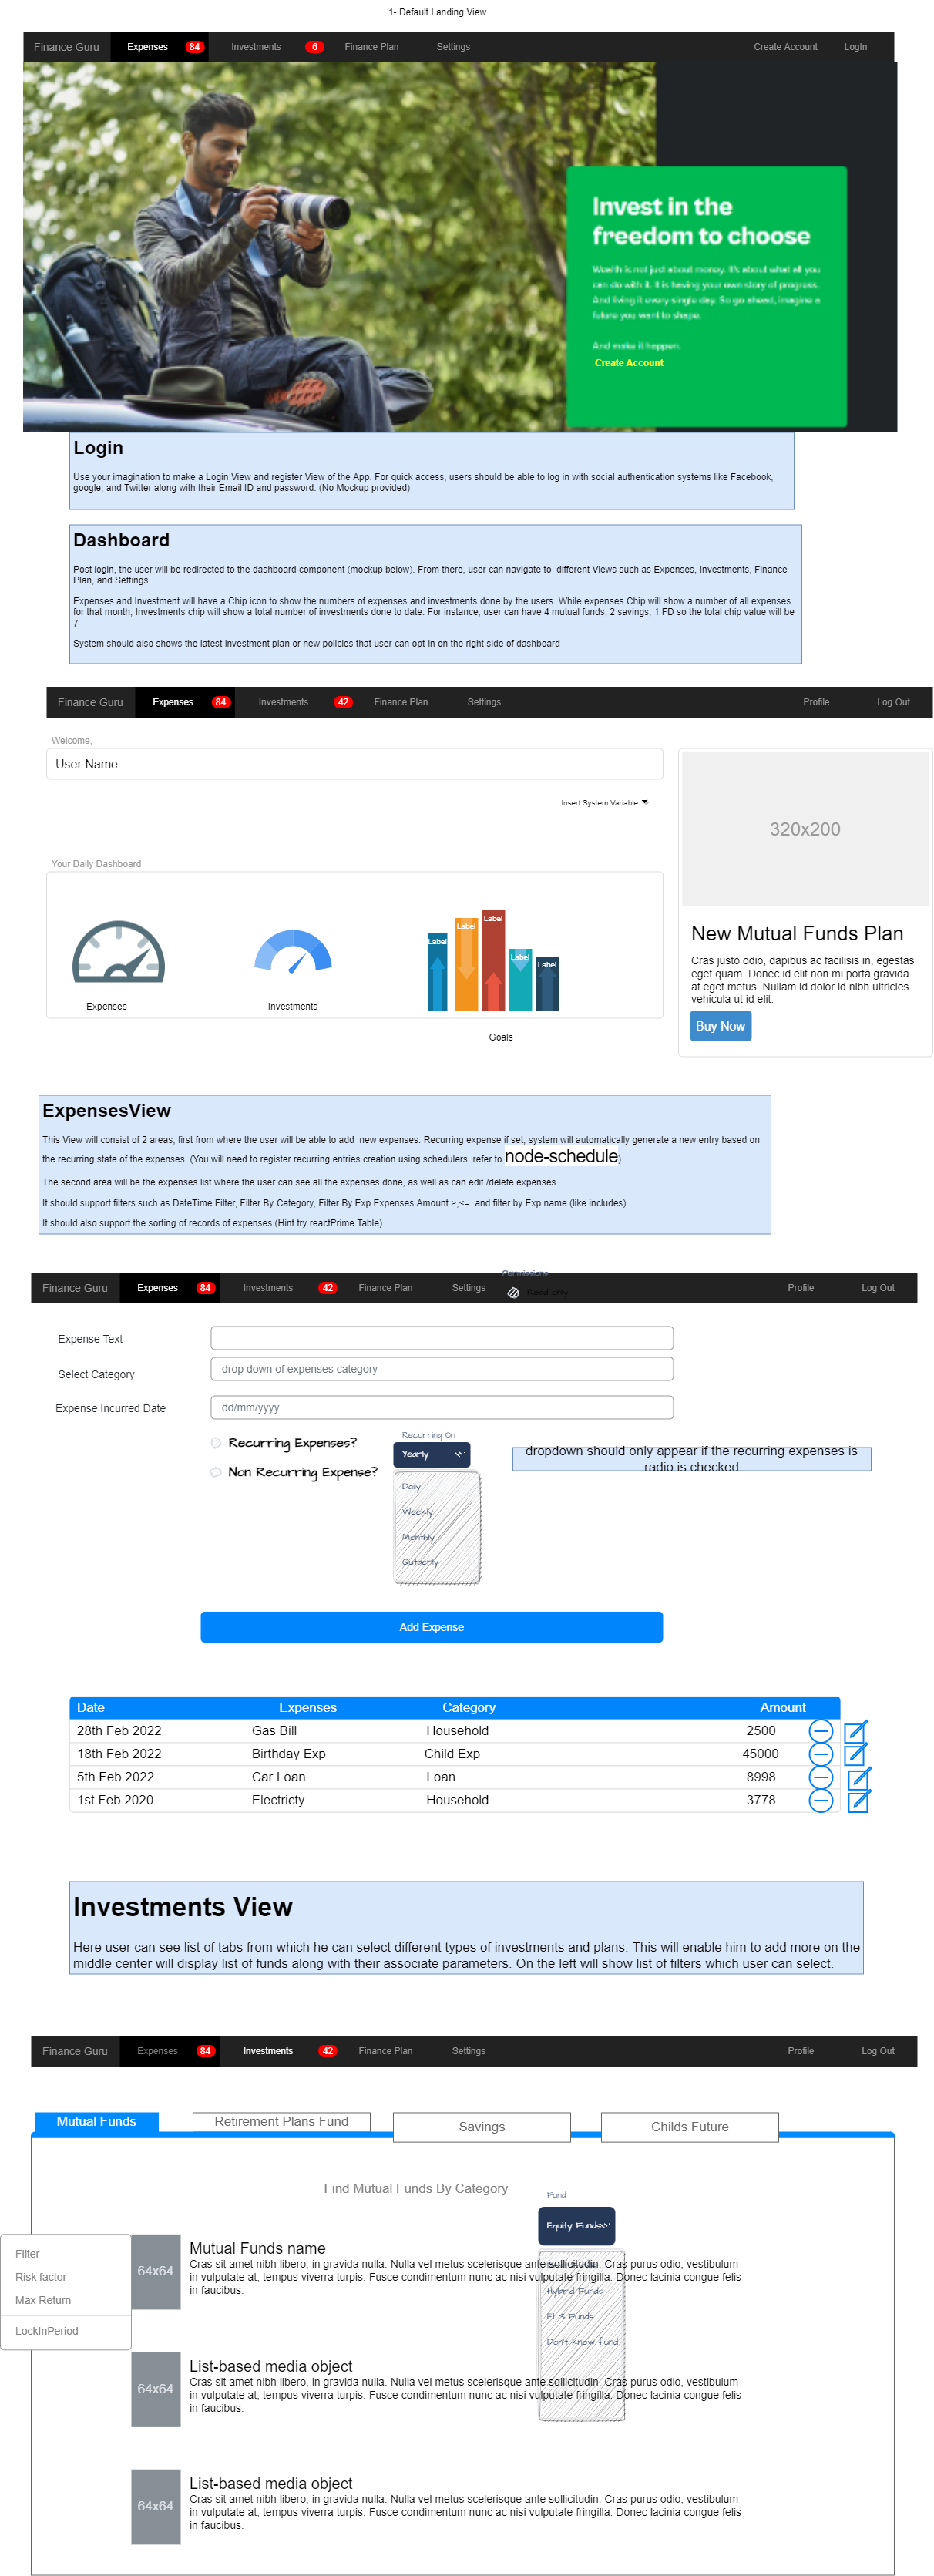 1- Default Landing View
Finance Guru Expenses 84 Investments 6 Finance Plan Settings Create Account LogIn
Invest in the
freedom to choose
Wealth is not just about money. It's about what all you
can do with it. It is having your own story of progress.
And living it every single day. So go ahead, imagine a
future you want to shape.
And make it happen.
Create Account
Login
Use your imagination to make a Login View and register View of the App. For quick access, users should be able to log in with social authentication systems like Facebook,
google, and Twitter along with their Email ID and password. (No Mockup provided)
Dashboard
Post login, the user will be redirected to the dashboard component (mockup below). From there, user can navigate to different Views such as Expenses, Investments, Finance
Plan, and Settings
Expenses and Investment will have a Chip icon to show the numbers of expenses and investments done by the users. While expenses Chip will show a number of all expenses
for that month, Investments chip will show a total number of investments done to date. For instance, user can have 4 mutual funds, 2 savings, 1 FD so the total chip value will be
7
System should also shows the latest investment plan or new policies that user can opt-in on the right side of dashboard
Finance Guru Expenses 84 Investments 42 Finance Plan Settings Profile Log Out
Welcome,
User Name
Insert System Variable
320x200
Your Daily Dashboard
Label
Label
Label
Label
Label
Expenses
Investments
Goals
New Mutual Funds Plan
Cras justo odio, dapibus ac facilisis in, egestas
eget quam. Donec id elit non mi porta gravida
at eget metus. Nullam id dolor id nibh ultricies
vehicula ut id elit.
Buy Now
ExpensesView
This View will consist of 2 areas, first from where the user will be able to add new expenses. Recurring expense if set, system will automatically generate a new entry based on
the recurring state of the expenses. (You will need to register recurring entries creation using schedulers refer to node-schedule).
The second area will be the expenses list where the user can see all the expenses done, as well as can edit /delete expenses.
It should support filters such as DateTime Filter, Filter By Category, Filter By Exp Expenses Amount >,<=. and filter by Exp name (like includes)
It should also support the sorting of records of expenses (Hint try reactPrime Table)
Permissions
Finance Guru Expenses 84 Investments 42 Finance Plan Settings Read only Profile Log Out
Expense Text
Select Category drop down of expenses category
Expense Incurred Date dd/mm/yyyy
Recurring Expenses?
Non Recurring Expense?
Recurring On
Yearly
Daily
Weekly
Monthly
Qutaerly
dropdown should only appear if the recurring expenses is
radio is checked
Add Expense
Date Expenses Category Amount
28th Feb 2022 Gas Bill Household 2500
18th Feb 2022 Birthday Exp Child Exp 45000
5th Feb 2022 Car Loan Loan 8998
1st Feb 2020 Electricty Household 3778
Investments View
Here user can see list of tabs from which he can select different types of investments and plans. This will enable him to add more on the
middle center will display list of funds along with their associate parameters. On the left will show list of filters which user can select.
Finance Guru Expenses 84 Investments 42 Finance Plan Settings Profile Log Out
Mutual Funds Retirement Plans Fund Savings Childs Future
Find Mutual Funds By Category
Fund
Equity Funds
Hybrid Funds
ELS Funds
Don't know fund
Filter
Risk factor
Max Return
LockInPeriod
64x64
Mutual Funds name
Cras sit amet nibh libero, in gravida nulla. Nulla vel metus scelerisque ante sollicitudin. Cras purus odio, vestibulum
in vulputate at, tempus viverra turpis. Fusce condimentum nunc ac nisi vulputate fringilla. Donec lacinia congue felis
in faucibus.
64x64
List-based media object
Cras sit amet nibh libero, in gravida nulla. Nulla vel metus scelerisque ante sollicitudin. Cras purus odio, vestibulum
in vulputate at, tempus viverra turpis. Fusce condimentum nunc ac nisi vulputate fringilla. Donec lacinia congue felis
in faucibus.
64x64
List-based media object
Cras sit amet nibh libero, in gravida nulla. Nulla vel metus scelerisque ante sollicitudin. Cras purus odio, vestibulum
in vulputate at, tempus viverra turpis. Fusce condimentum nunc ac nisi vulputate fringilla. Donec lacinia congue felis
in faucibus.